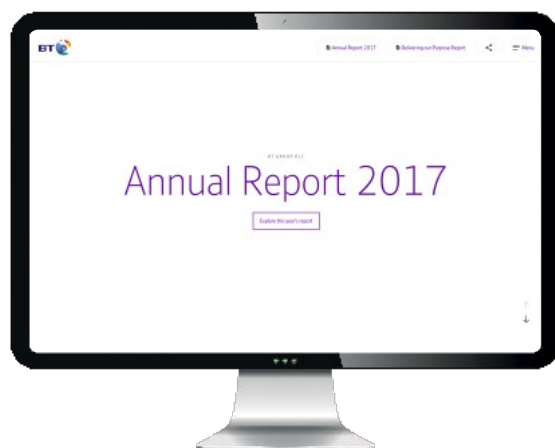 BT
Annual Report 2017
Delivering our Purpose Report
Menu
BT GROUP PLC
Annual Report 2017
Explore this year's report